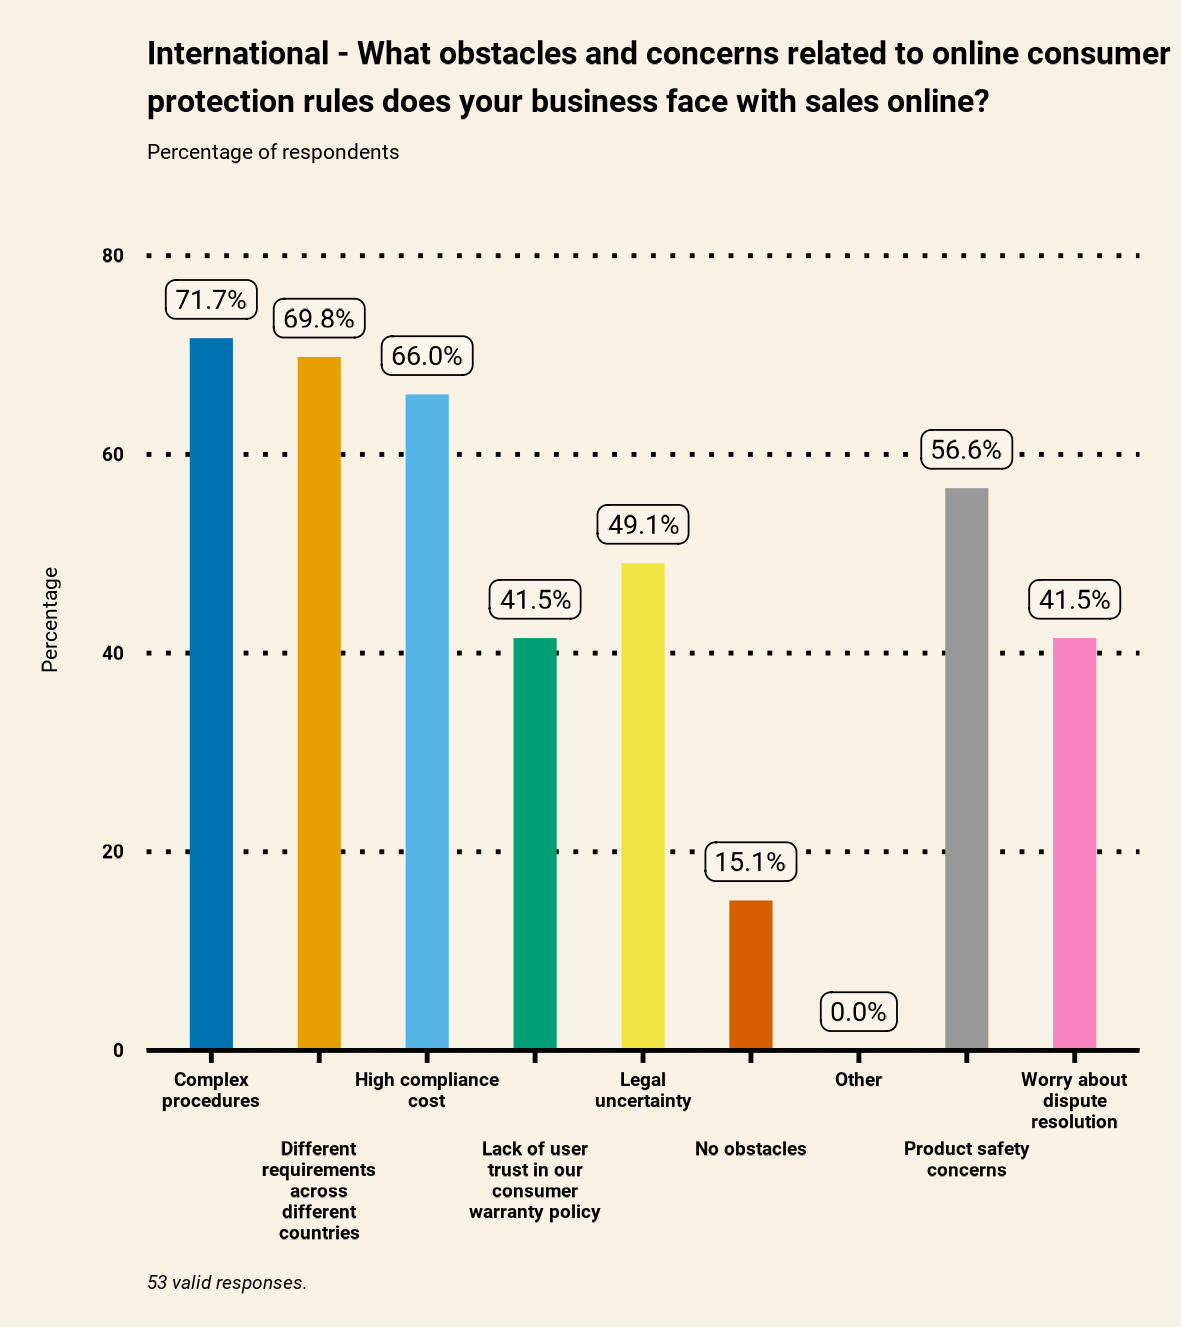 International - What obstacles and concerns related to online consumer
protection rules does your business face with sales online?
Percentage of respondents
80
71.7%
69.8%
66.0%
60
56.6%
49.1%
41.5%
41.5%
Percentage
40
20
15.1%
0.0%
0
Complex
procedures
High compliance
cost
Legal
uncertainty
Other
Worry about
dispute
resolution
Different
requirements
across
different
countries
Lack of user
trust in our
consumer
warranty policy
No obstacles
Product safety
concerns
53 valid responses.